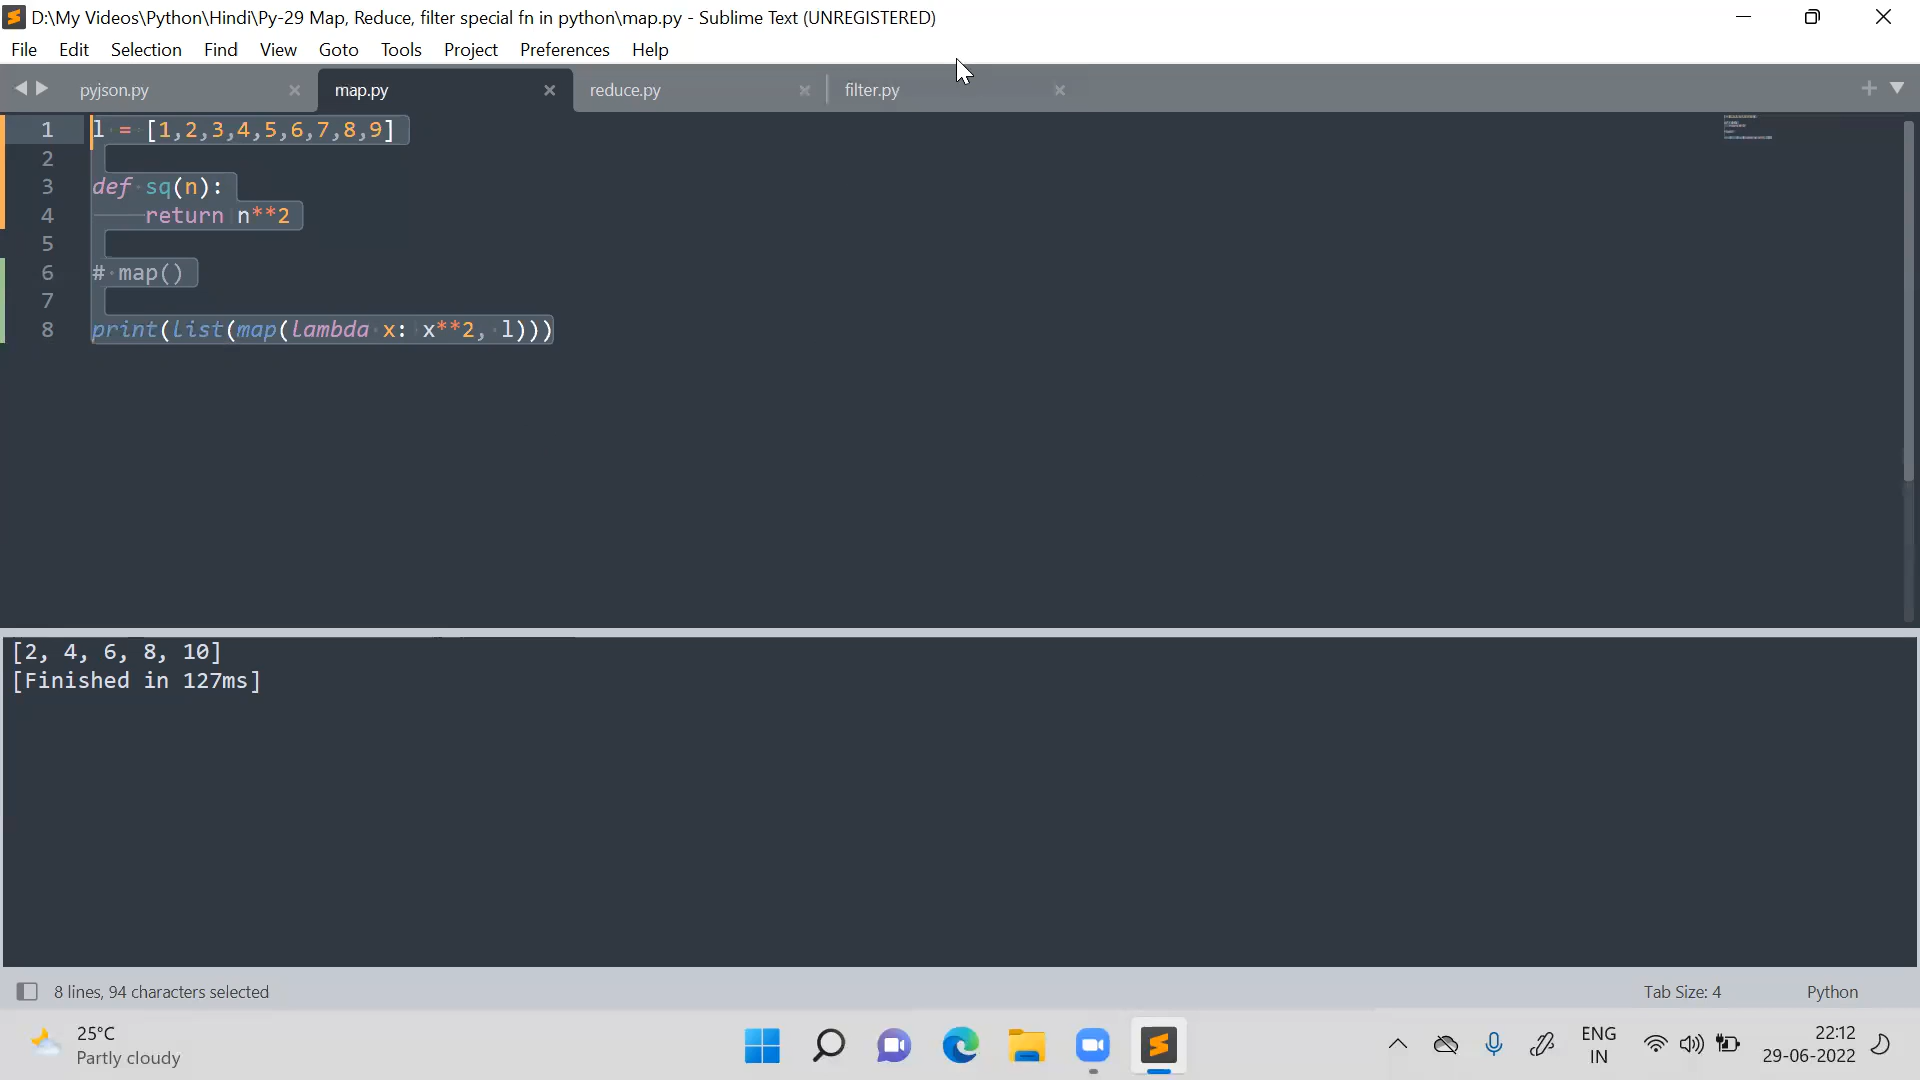 D:\My Videos\Python\Hindi\Py-29 Map, Reduce, filter special fn in python\map.py - Sublime Text (UNREGISTERED)
File Edit Selection Find View Goto Tools Project Preferences Help
pyjson.py map.py reduce.py filter.py
1 l = [1,2,3,4,5,6,7,8,9]
2
3 def sq(n):
4 return n**2
5
6 # map()
7
8 print(list(map(lambda x: x**2, l)))
[2, 4, 6, 8, 10]
[Finished in 127ms]
8 lines, 94 characters selected Tab Size: 4 Python
25°C
Partly cloudy
ENG
IN
22:12
29-06-2022